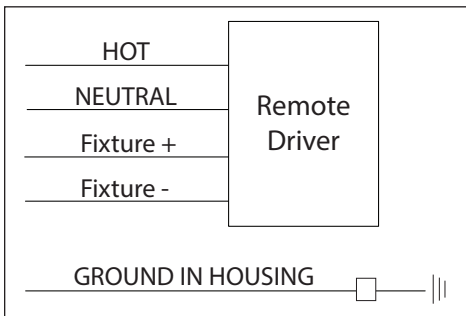 HOT
NEUTRAL
Fixture +
Fixture -
Remote
Driver
GROUND IN HOUSING